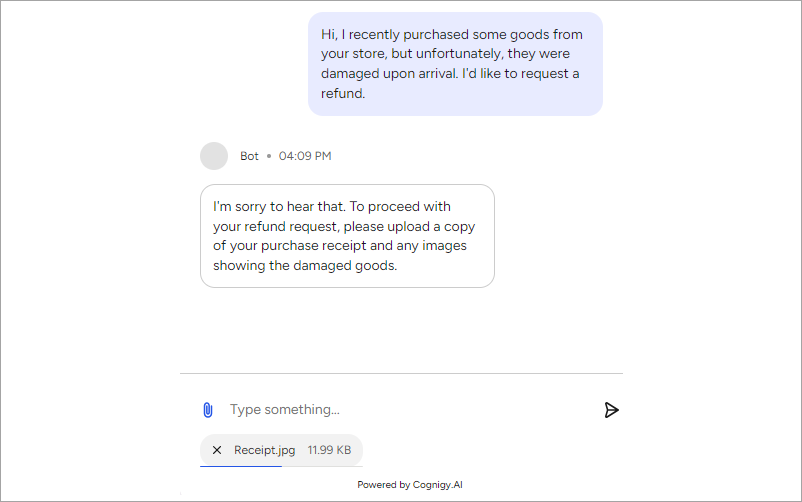 Hi, I recently purchased some goods from
your store, but unfortunately, they were
damaged upon arrival. I'd like to request a
refund.
Bot • 04:09 PM
I'm sorry to hear that. To proceed with
your refund request, please upload a copy
of your purchase receipt and any images
showing the damaged goods.
Type something...
Receipt.jpg 11.99 KB
Powered by Cognigy.AI